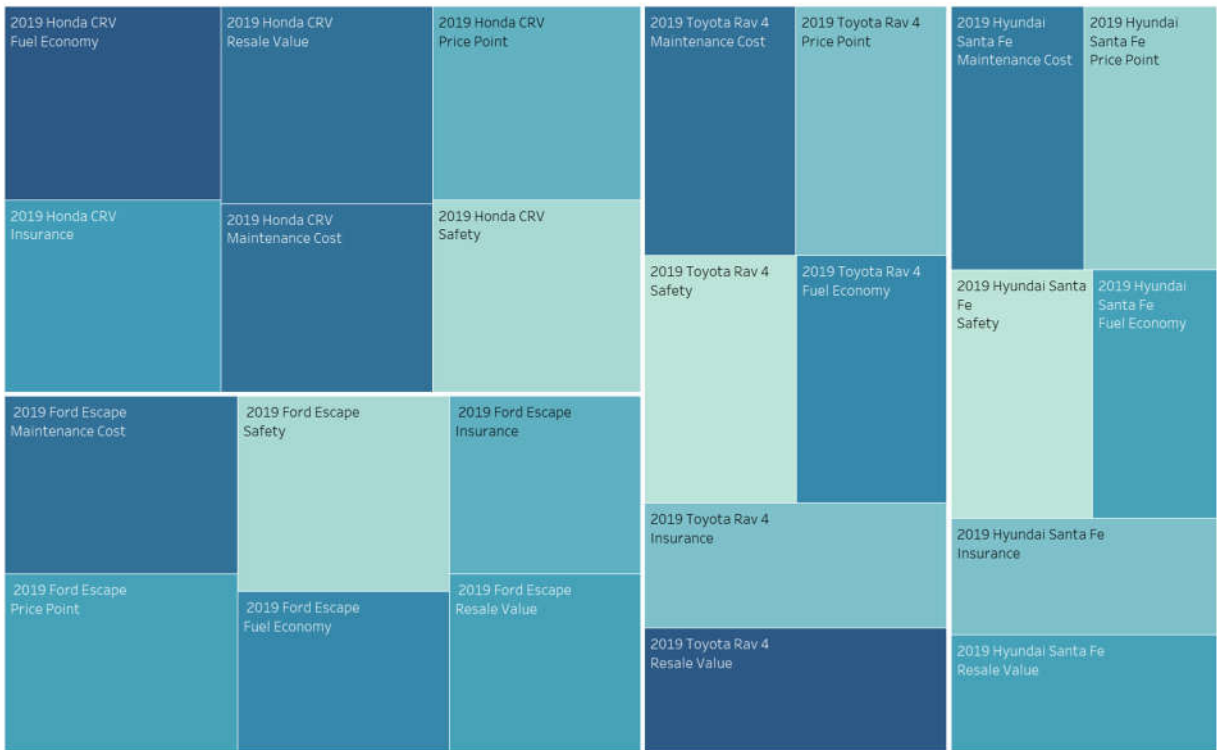 2019 Honda CRV
Fuel Economy
2019 Honda CRV
Resale Value
2019 Honda CRV
Price Point
2019 Honda CRV
Insurance
2019 Honda CRV
Maintenance Cost
2019 Honda CRV
Safety
2019 Ford Escape
Maintenance Cost
2019 Ford Escape
Safety
2019 Ford Escape
Insurance
2019 Ford Escape
Price Point
2019 Ford Escape
Fuel Economy
2019 Ford Escape
Resale Value
2019 Toyota Rav 4
Maintenance Cost
2019 Toyota Rav 4
Price Point
2019 Toyota Rav 4
Safety
2019 Toyota Rav 4
Fuel Economy
2019 Toyota Rav 4
Insurance
2019 Toyota Rav 4
Resale Value
2019 Hyundai
Santa Fe
Maintenance Cost
2019 Hyundai
Santa Fe
Price Point
2019 Hyundai Santa
Fe
Safety
2019 Hyundai
Santa Fe
Fuel Economy
2019 Hyundai Santa Fe
Insurance
2019 Hyundai Santa Fe
Resale Value